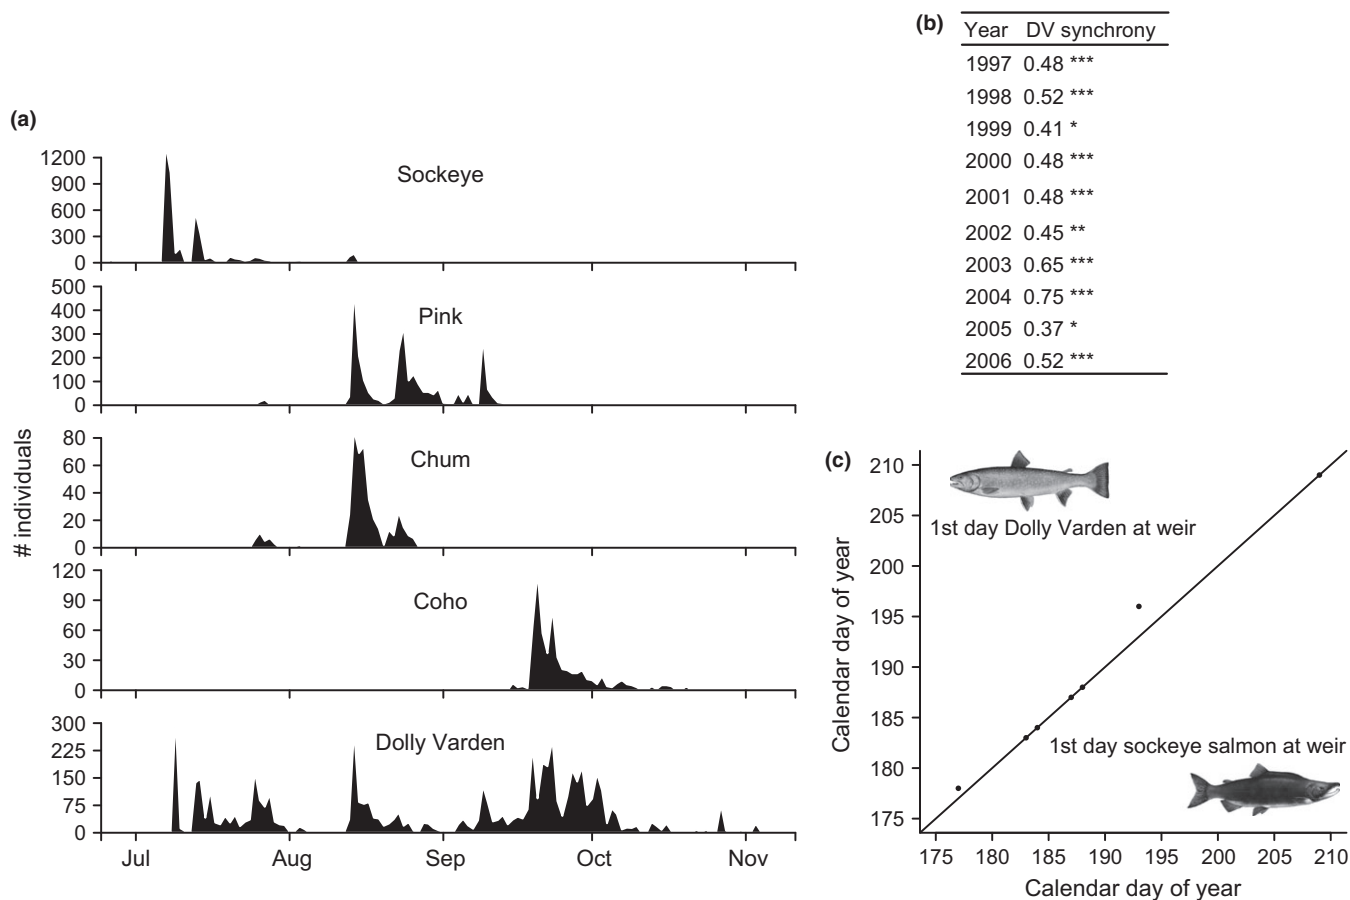 (a)
# individuals
1200
900
600
300
0
Sockeye
500
400
300
200
100
0
Pink
80
60
40
20
0
Chum
120
90
60
30
0
Coho
300
225
150
75
0
Dolly Varden
Jul Aug Sep Oct Nov
(b)
Year DV synchrony
1997 0.48 ***
1998 0.52 ***
1999 0.41 *
2000 0.48 ***
2001 0.48 ***
2002 0.45 **
2003 0.65 ***
2004 0.75 ***
2005 0.37 *
2006 0.52 ***
(c)
Calendar day of year
210
205
200
195
190
185
180
175
1st day Dolly Varden at weir
1st day sockeye salmon at weir
175 180 185 190 195 200 205 210
Calendar day of year